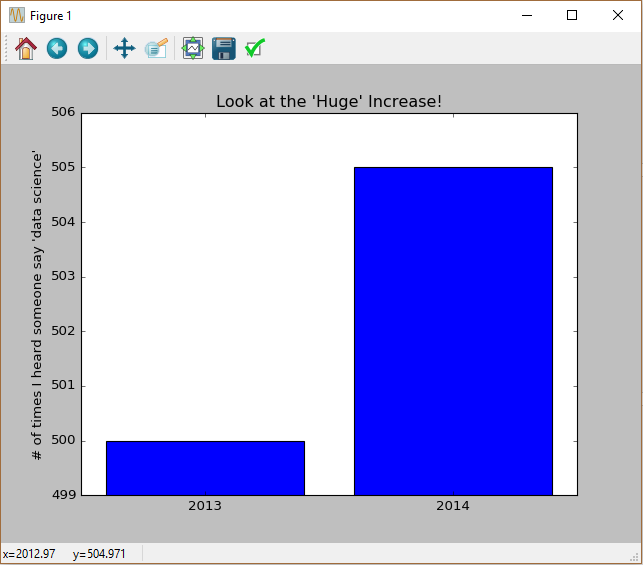 Figure 1
Look at the 'Huge' Increase!
# of times I heard someone say 'data science'
506
505
504
503
502
501
500
499
2013 2014
x=2012.97 y=504.971